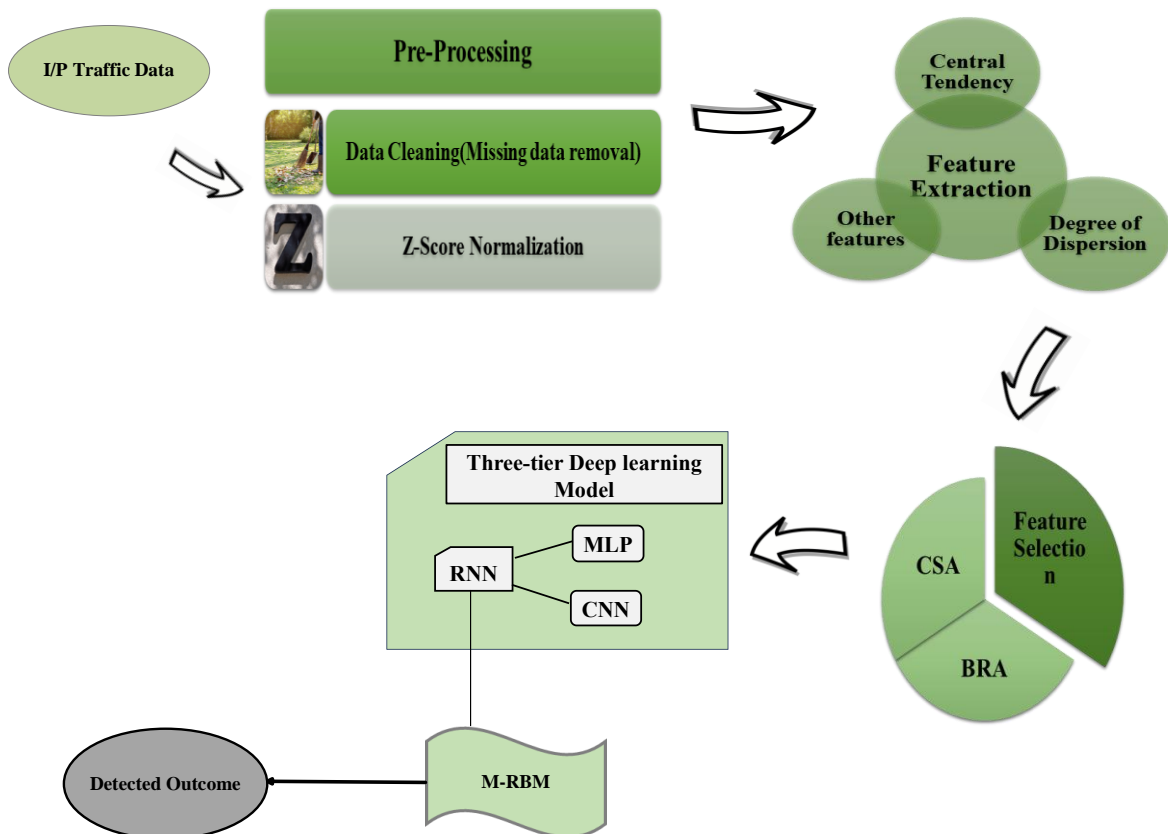 I/P Traffic Data
Pre-Processing
Data Cleaning(Missing data removal)
Z
Z-Score Normalization
Central
Tendency
Feature
Extraction
Other
features
Degree of
Dispersion
Feature
Selectio
n
CSA
BRA
Three-tier Deep learning
Model
RNN
MLP
CNN
M-RBM
Detected Outcome